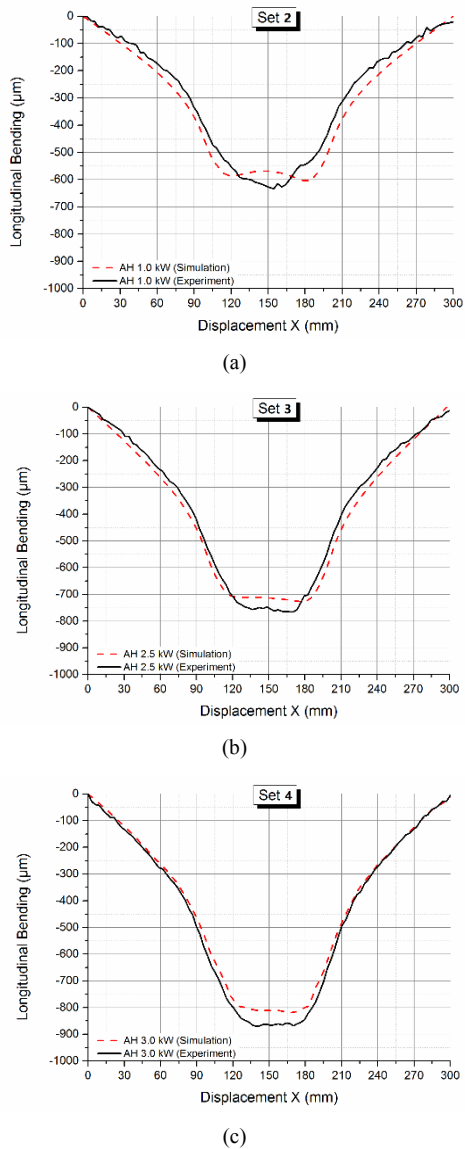 Set 2
0
-100
-200
-300
-400
-500
-600
-700
-800
-900
-1000
Longitudinal Bending (µm)
AH 1.0 kW (Simulation)
AH 1.0 kW (Experiment)
0 30 60 90 120 150 180 210 240 270 300
Displacement X (mm)
(a)
Set 3
0
-100
-200
-300
-400
-500
-600
-700
-800
-900
-1000
Longitudinal Bending (µm)
AH 2.5 kW (Simulation)
AH 2.5 kW (Experiment)
0 30 60 90 120 150 180 210 240 270 300
Displacement X (mm)
(b)
Set 4
0
-100
-200
-300
-400
-500
-600
-700
-800
-900
-1000
Longitudinal Bending (µm)
AH 3.0 kW (Simulation)
AH 3.0 kW (Experiment)
0 30 60 90 120 150 180 210 240 270 300
Displacement X (mm)
(c)